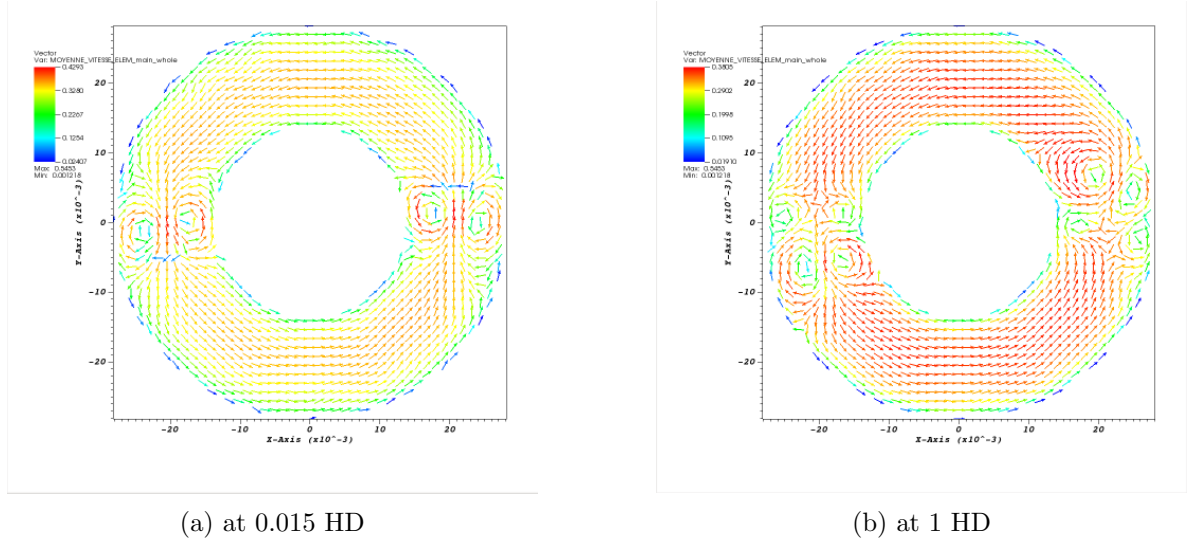 Vector
Var: MOYENNE_VITESSE_ELEM_main_whole
0.4293
0.3280
0.2267
0.1254
0.02407
Max: 0.5453
Min: 0.001218
20
10
0
-10
-20
Y-Axis (x10^-3)
-20
-10
0
10
20
X-Axis (x10^-3)
(a) at 0.015 HD
Vector
Var: MOYENNE_VITESSE_ELEM_main_whole
0.3805
0.2902
0.1998
0.1095
0.01910
Max: 0.5453
Min: 0.001218
20
10
0
-10
-20
Y-Axis (x10^-3)
-20
-10
0
10
20
X-Axis (x10^-3)
(b) at 1 HD